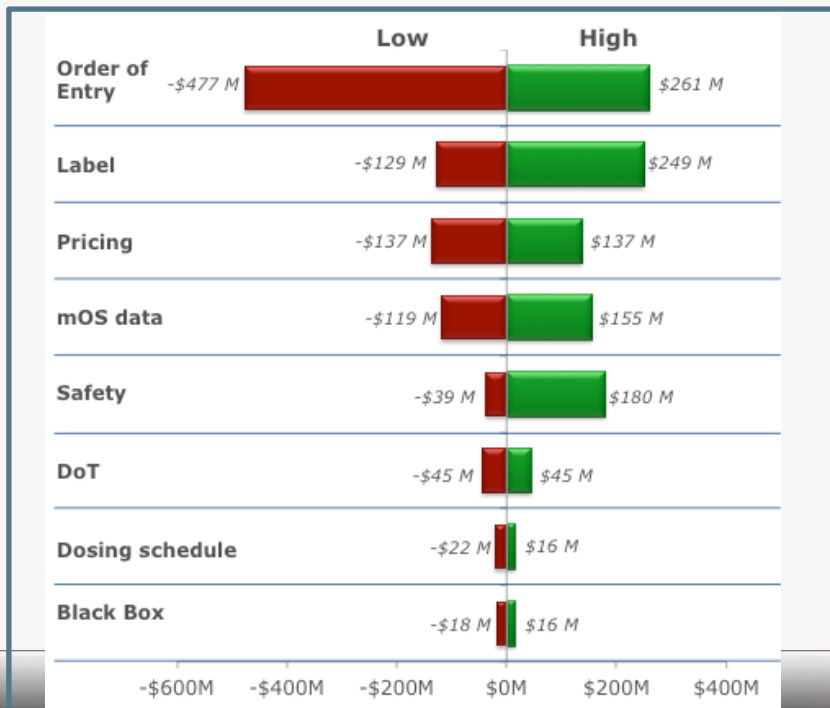 Low High
Order of
Entry -$477 M $261 M
Label -$129 M $249 M
Pricing -$137 M $137 M
mOS data -$119 M $155 M
Safety -$39 M $180 M
DoT -$45 M $45 M
Dosing schedule -$22 M $16 M
Black Box -$18 M $16 M
-$600M -$400M -$200M $0M $200M $400M